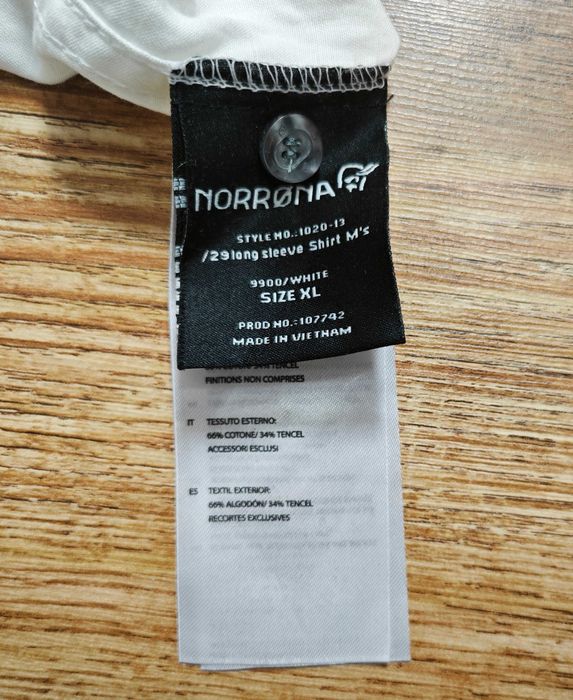 NORRØNA
STYLE NO.:1020-13
/29 long sleeve Shirt M's
9900/WHITE
SIZE XL
PROD NO.:107742
MADE IN VIETNAM
FINITIONS NON COMPRISES
IT TESSUTO ESTERNO:
66% COTONE/ 34% TENCEL
ACCESSORI ESCLUSI
ES TEXTIL EXTERIOR:
66% ALGODÓN/ 34% TENCEL
RECORTES EXCLUSIVES